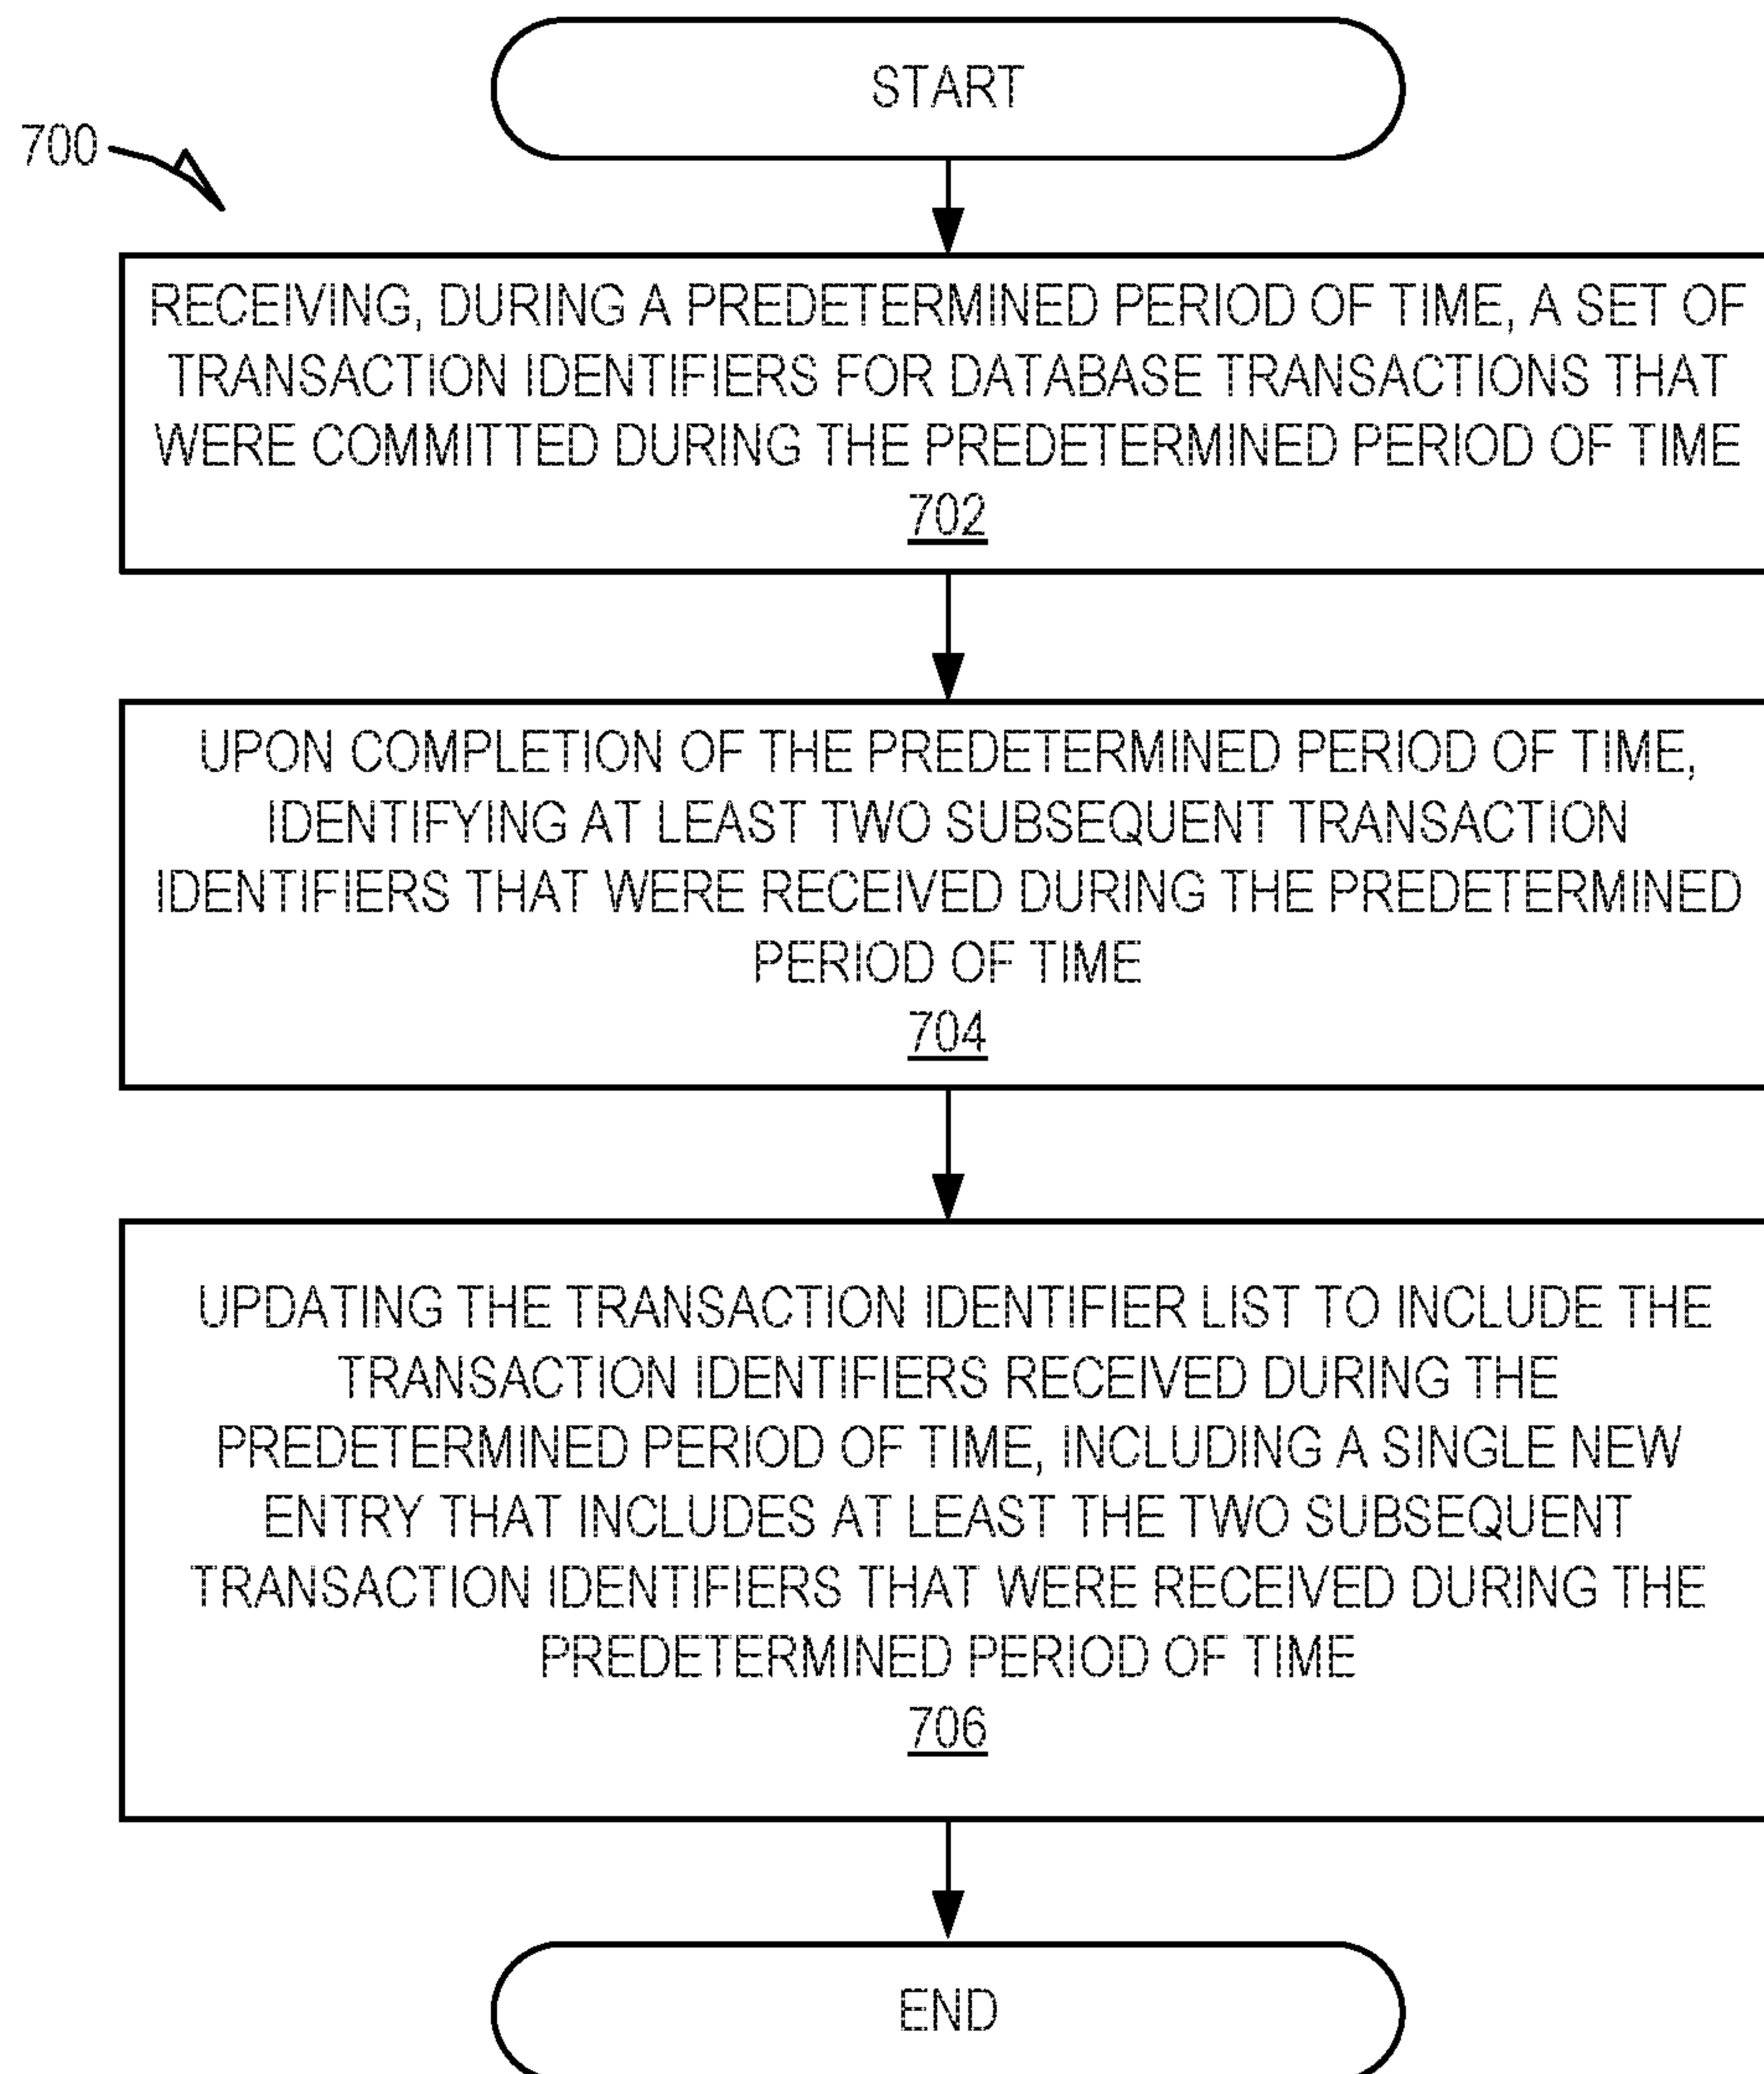 START
700
RECEIVING, DURING A PREDETERMINED PERIOD OF TIME, A SET OF
TRANSACTION IDENTIFIERS FOR DATABASE TRANSACTIONS THAT
WERE COMMITTED DURING THE PREDETERMINED PERIOD OF TIME
702
UPON COMPLETION OF THE PREDETERMINED PERIOD OF TIME,
IDENTIFYING AT LEAST TWO SUBSEQUENT TRANSACTION
IDENTIFIERS THAT WERE RECEIVED DURING THE PREDETERMINED
PERIOD OF TIME
704
UPDATING THE TRANSACTION IDENTIFIER LIST TO INCLUDE THE
TRANSACTION IDENTIFIERS RECEIVED DURING THE
PREDETERMINED PERIOD OF TIME, INCLUDING A SINGLE NEW
ENTRY THAT INCLUDES AT LEAST THE TWO SUBSEQUENT
TRANSACTION IDENTIFIERS THAT WERE RECEIVED DURING THE
PREDETERMINED PERIOD OF TIME
706
END